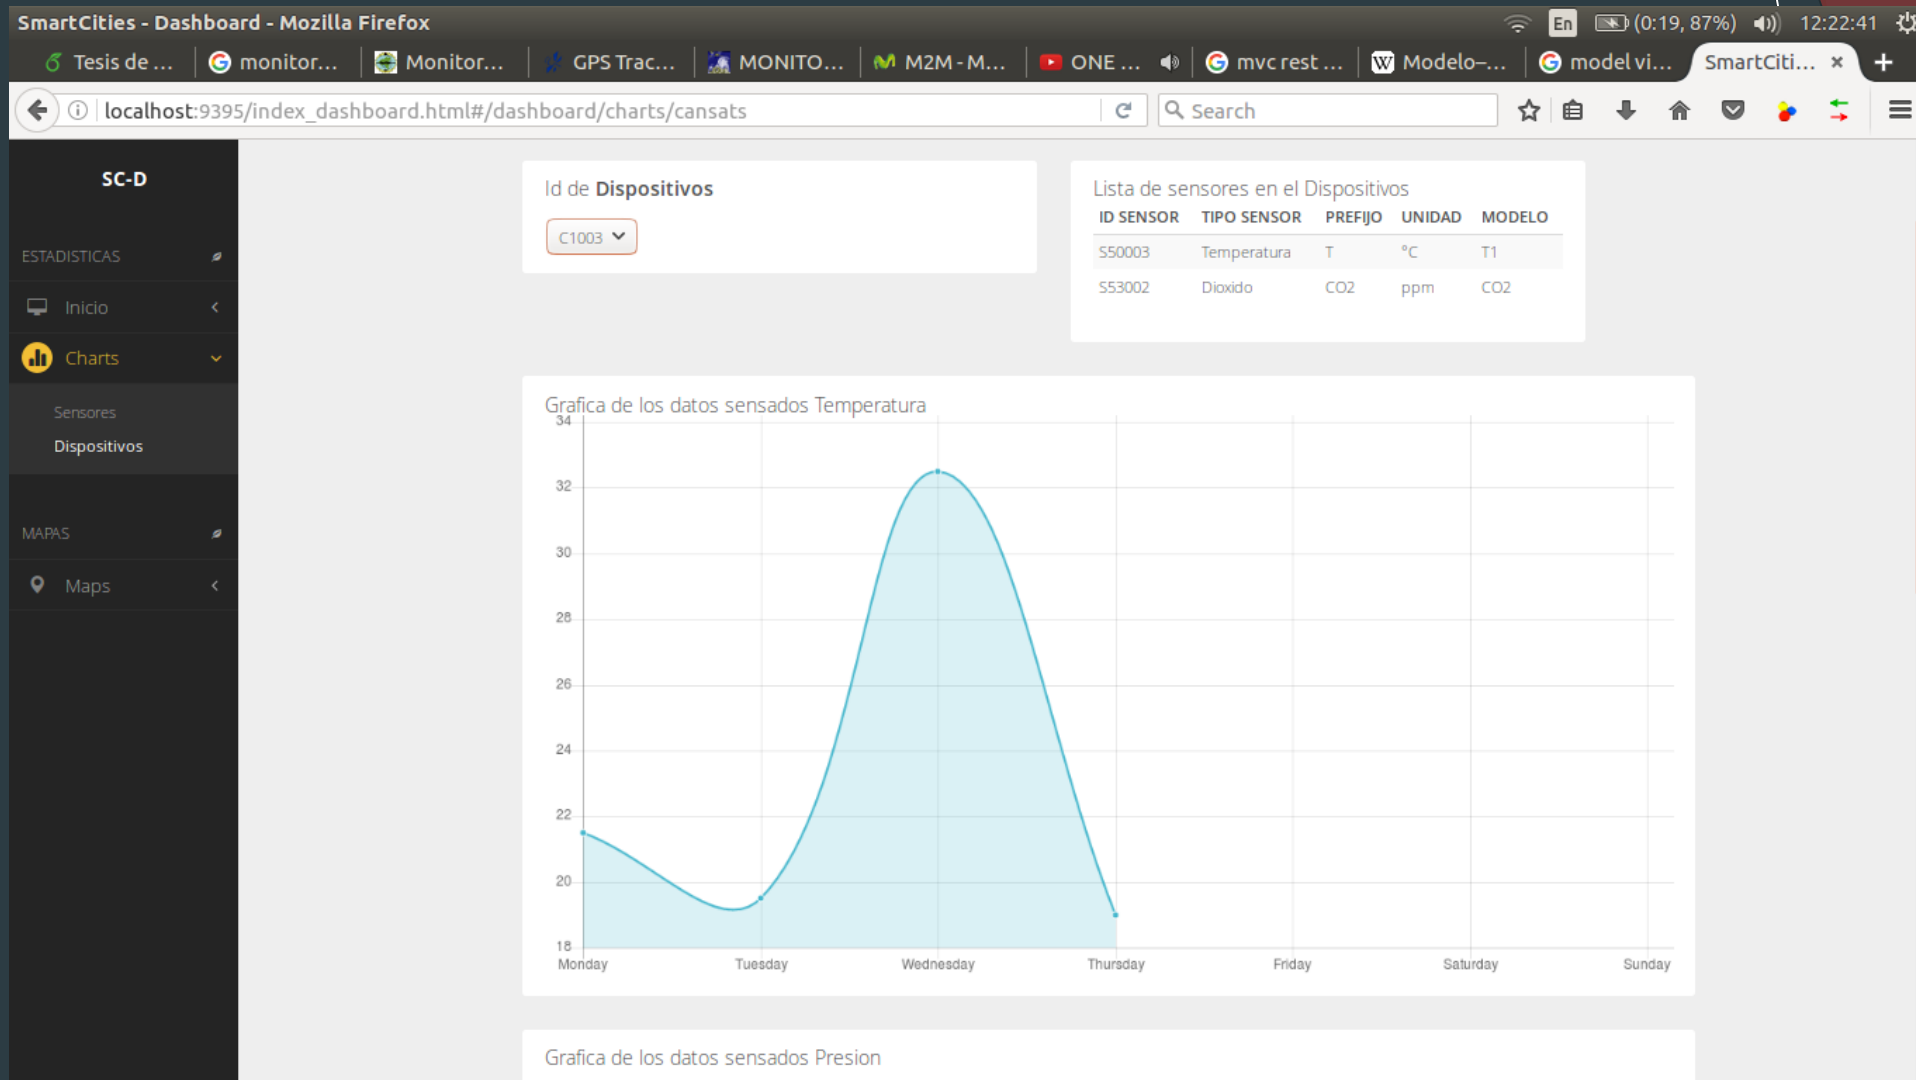 SmartCities - Dashboard - Mozilla Firefox
En (0:19, 87%) 12:22:41
Tesis de ... monitor... Monitor... GPS Trac... MONITO... M2M - M... ONE ... mvc rest ... W Modelo–... model vi... SmartCiti... × +
localhost:9395/index_dashboard.html#/dashboard/charts/cansats Search
SC-D
ESTADISTICAS
Inicio
Charts
Sensores
Dispositivos
MAPAS
Maps
Id de Dispositivos
C1003
Lista de sensores en el Dispositivos
ID SENSOR TIPO SENSOR PREFIJO UNIDAD MODELO
S50003 Temperatura T °C T1
S53002 Dioxido CO2 ppm CO2
Grafica de los datos sensados Temperatura
34
32
30
28
26
24
22
20
18
Monday Tuesday Wednesday Thursday Friday Saturday Sunday
Grafica de los datos sensados Presion